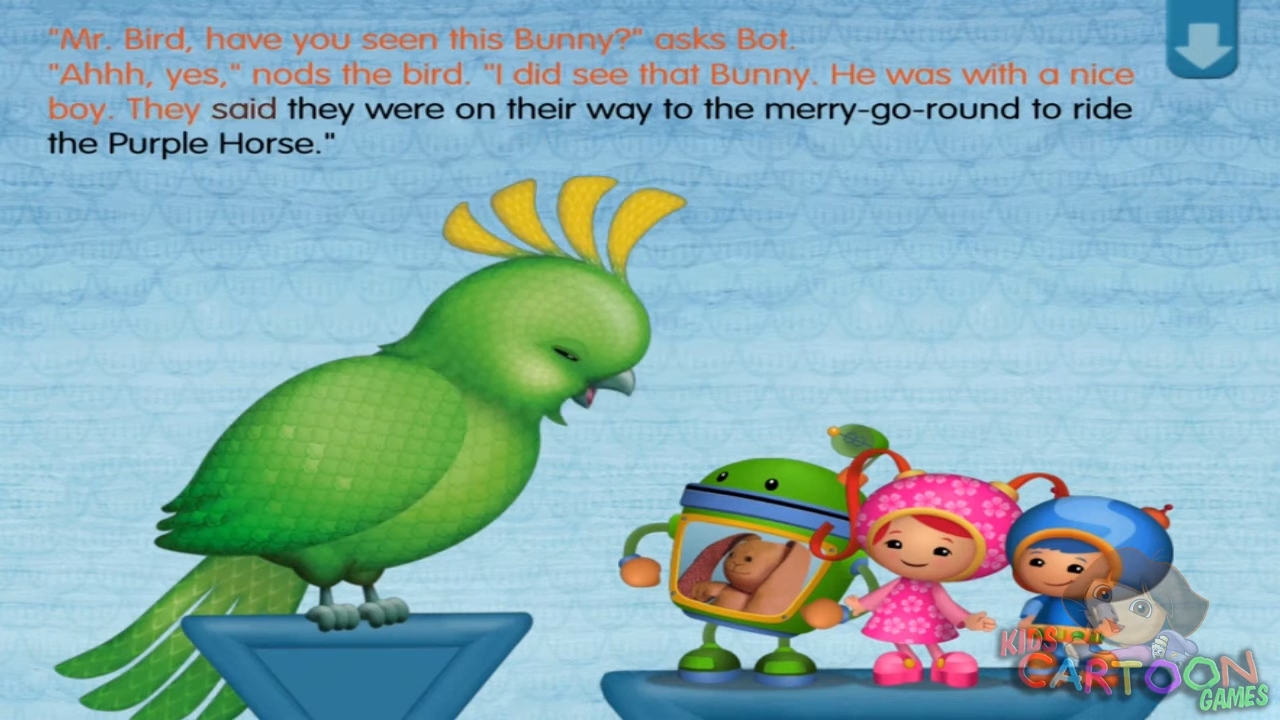 "Mr. Bird, have you seen this Bunny?" asks Bot.
"Ahhh, yes," nods the bird. "I did see that Bunny. He was with a nice
boy. They said they were on their way to the merry-go-round to ride
the Purple Horse."
KIDS
CARTOON
GAMES